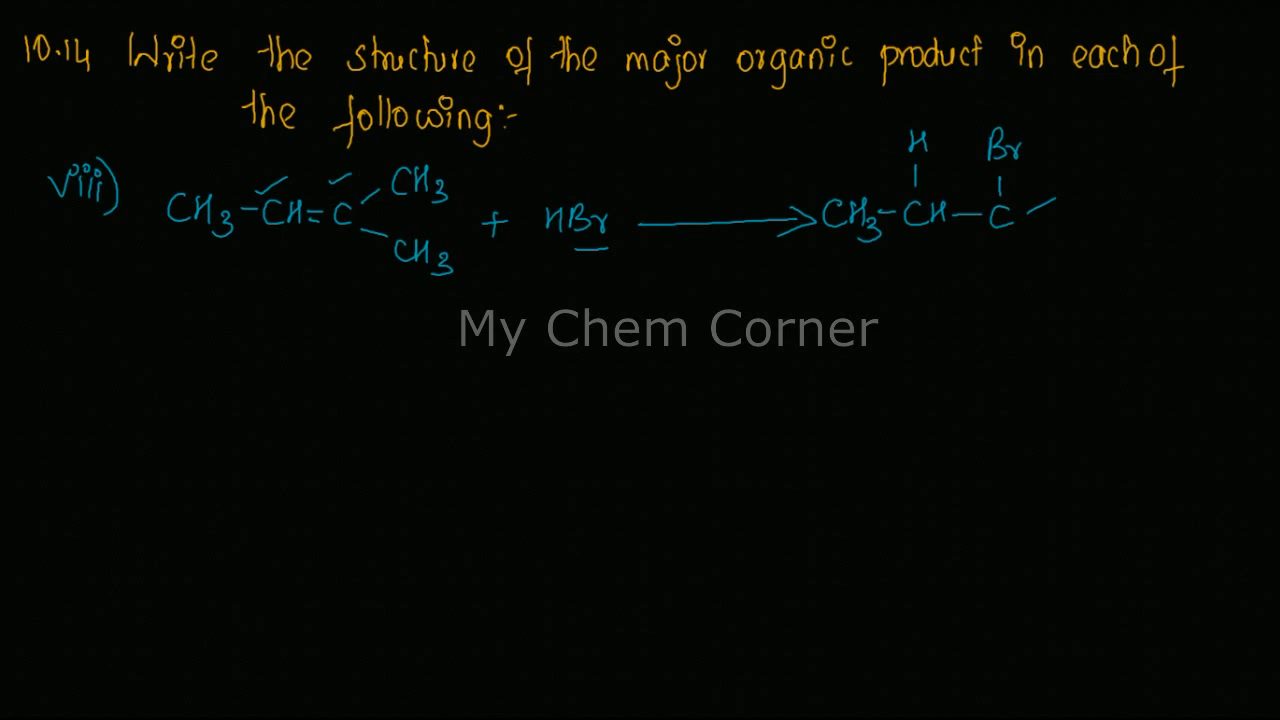 10.14 Write the structure of the major organic product in each of
the following:-
H Br
viii) CH3-CH=C CH3 CH3 + HBr → CH3-CH-C
My Chem Corner